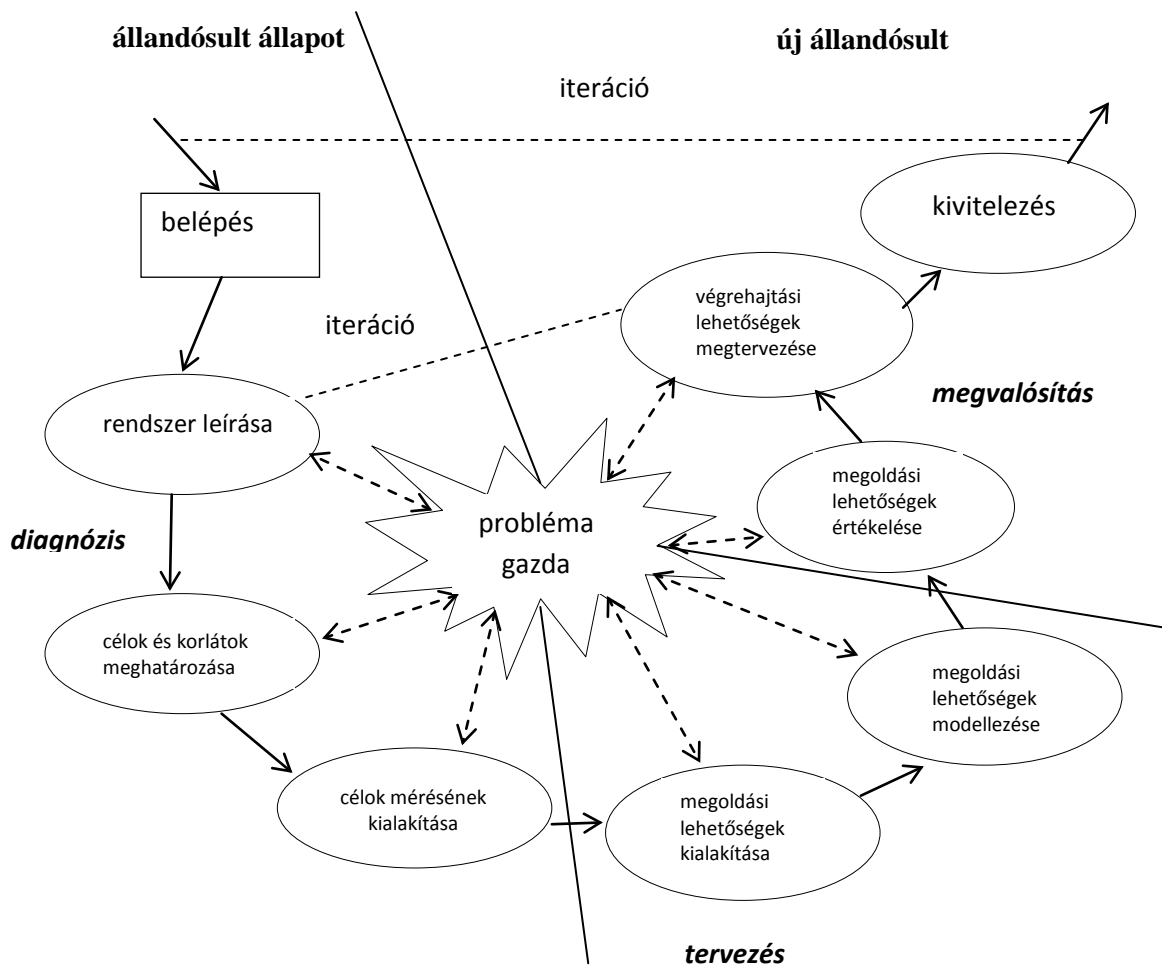 állandósult állapot
új állandósult
iteráció
belépés
kivitelezés
végrehajtási
lehetőségek
megtervezése
iteráció
rendszer leírása
megvalósítás
megoldási
lehetőségek
értékelése
diagnózis
probléma
gazda
célok és korlátok
meghatározása
megoldási
lehetőségek
modellezése
célok mérésének
kialakítása
megoldási
lehetőségek
kialakítása
tervezés